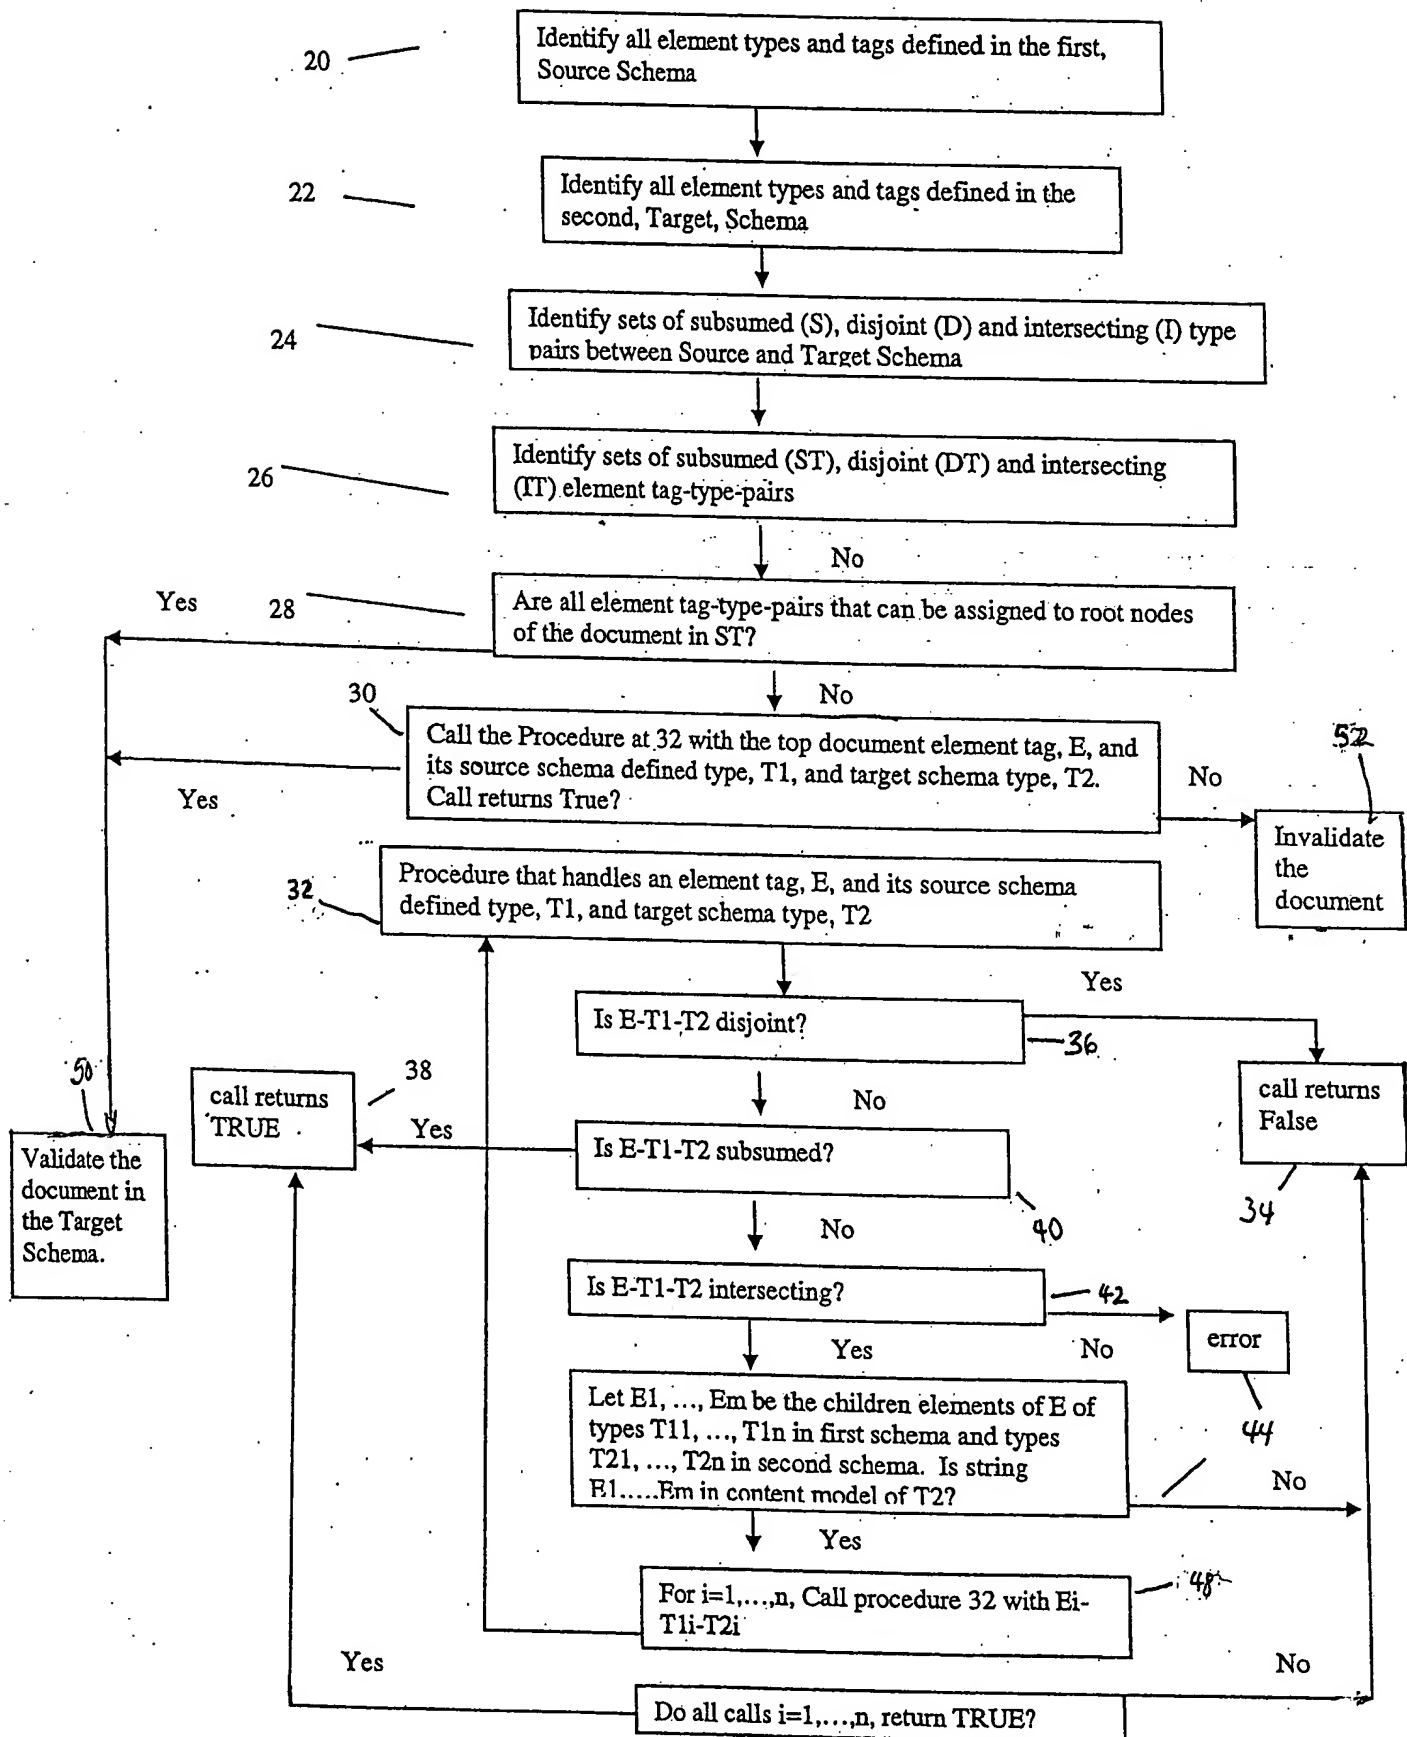 20
Identify all element types and tags defined in the first,
Source Schema
22
Identify all element types and tags defined in the
second, Target, Schema
24
Identify sets of subsumed (S), disjoint (D) and intersecting (I) type
pairs between Source and Target Schema
26
Identify sets of subsumed (ST), disjoint (DT) and intersecting
(IT) element tag-type-pairs
No
Yes
28
Are all element tag-type-pairs that can be assigned to root nodes
of the document in ST?
No
30
Call the Procedure at 32 with the top document element tag, E, and
its source schema defined type, T1, and target schema type, T2.
Call returns True?
Yes
No
52
Invalidate
the
document
32
Procedure that handles an element tag, E, and its source schema
defined type, T1, and target schema type, T2
Yes
Is E-T1-T2 disjoint?
36
50
38
call returns
TRUE
No
call returns
False
34
Yes
Is E-T1-T2 subsumed?
40
Validate the
document in
the Target
Schema.
No
Is E-T1-T2 intersecting?
42
Yes
No
error
44
Let E1, ..., Em be the children elements of E of
types T11, ..., T1n in first schema and types
T21, ..., T2n in second schema. Is string
E1.....Em in content model of T2?
No
Yes
For i=1,...,n, Call procedure 32 with Ei-
T1i-T2i
48
Yes
No
Do all calls i=1,...,n, return TRUE?